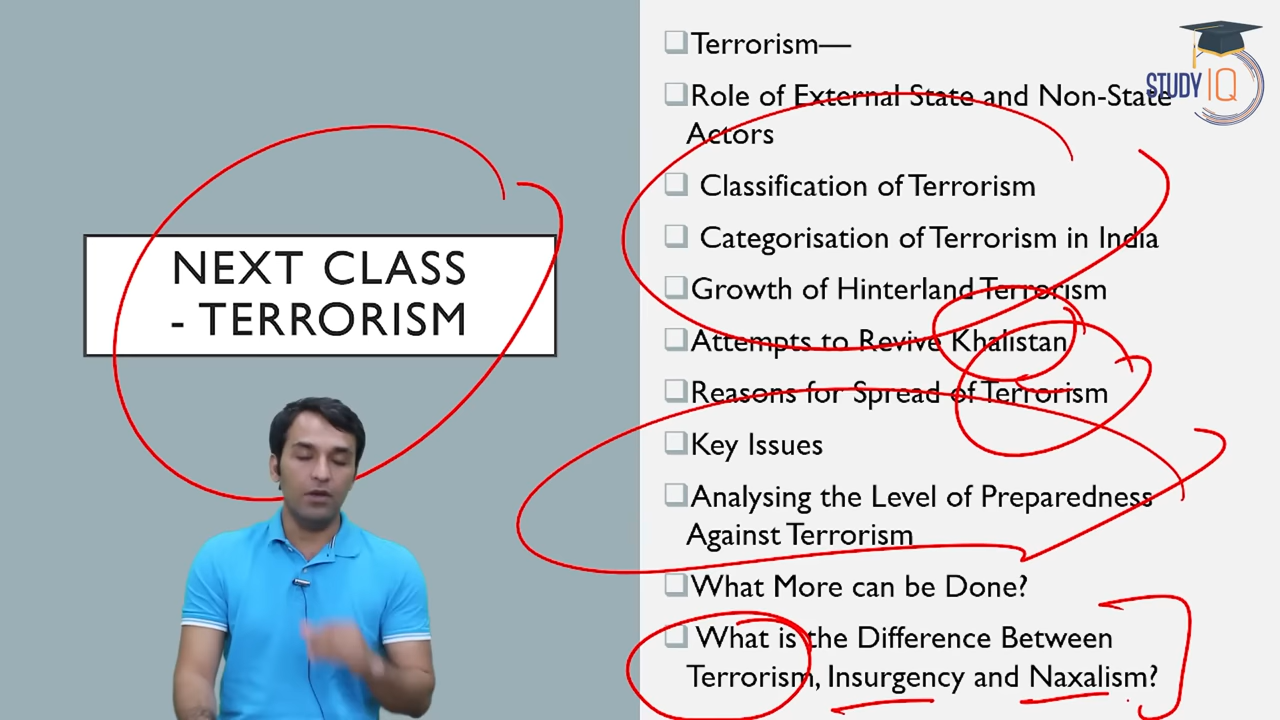 NEXT CLASS
- TERRORISM
Terrorism—
Role of External State and Non-State
Actors
Classification of Terrorism
Categorisation of Terrorism in India
Growth of Hinterland Terrorism
Attempts to Revive Khalistan
Reasons for Spread of Terrorism
Key Issues
Analysing the Level of Preparedness
Against Terrorism
What More can be Done?
What is the Difference Between
Terrorism, Insurgency and Naxalism?
STUDY IQ